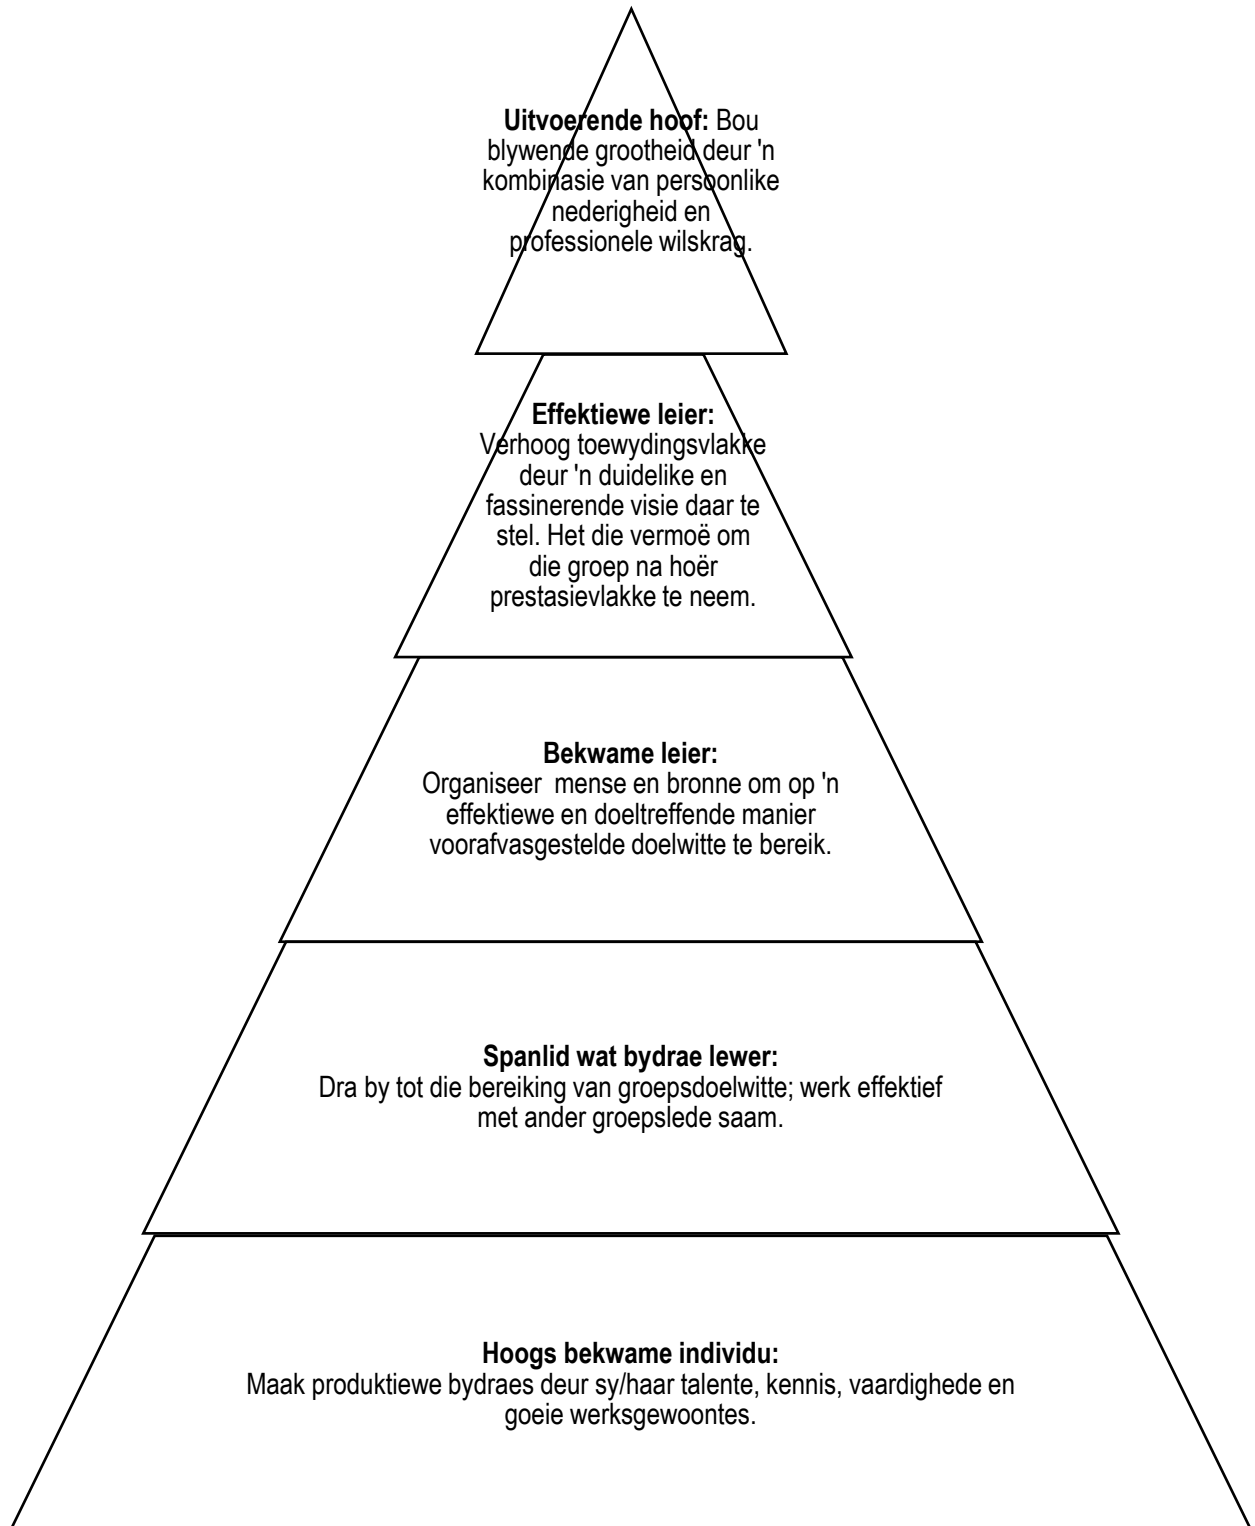 Uitvoerende hoof: Bou
blywende grootheid deur 'n
kombinasie van persoonlike
nederigheid en
professionele wilskrag.
Effektiewe leier:
Verhoog toewydingsvlakke
deur 'n duidelike en
fassinerende visie daar te
stel. Het die vermoë om
die groep na hoër
prestasievlakke te neem.
Bekwame leier:
Organiseer  mense en bronne om op 'n
effektiewe en doeltreffende manier
voorafvasgestelde doelwitte te bereik.
Spanlid wat bydrae lewer:
Dra by tot die bereiking van groepsdoelwitte; werk effektief
met ander groepslede saam.
Hoogs bekwame individu:
Maak produktiewe bydraes deur sy/haar talente, kennis, vaardighede en
goeie werksgewoontes.